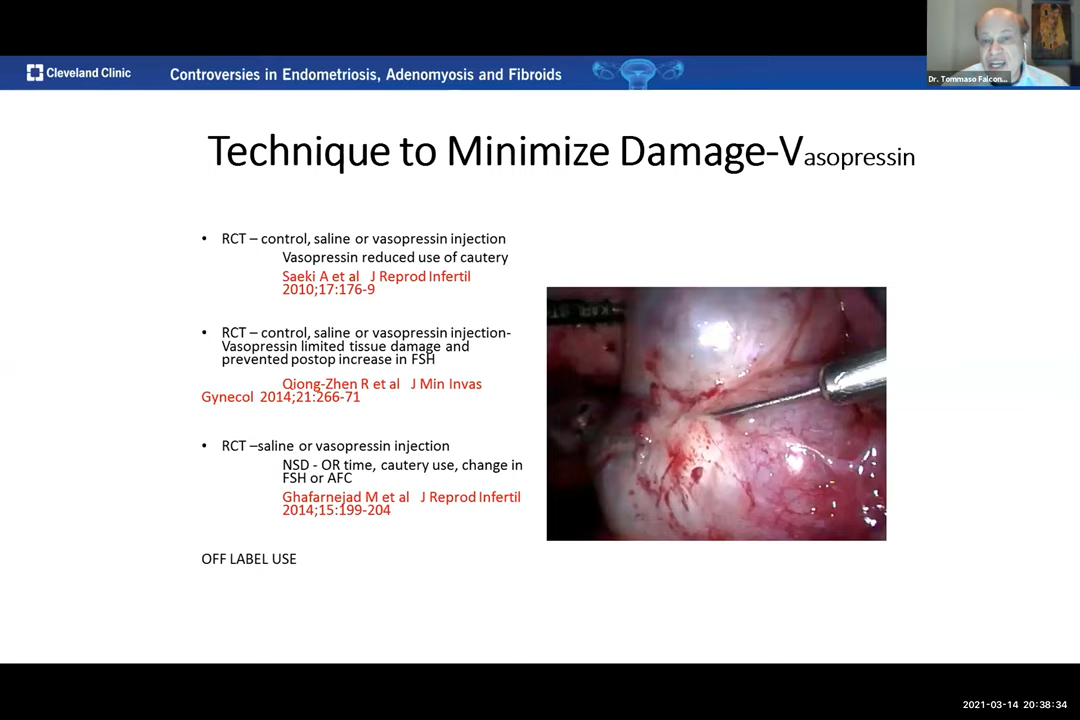 Cleveland Clinic
Controversies in Endometriosis, Adenomyosis and Fibroids
Dr. Tommaso Falcon...
Technique to Minimize Damage-Vasopressin
• RCT – control, saline or vasopressin injection
Vasopressin reduced use of cautery
Saeki A et al J Reprod Infertil
2010;17:176-9
• RCT – control, saline or vasopressin injection-
Vasopressin limited tissue damage and
prevented postop increase in FSH
Qiong-Zhen R et al J Min Invas
Gynecol 2014;21:266-71
• RCT –saline or vasopressin injection
NSD - OR time, cautery use, change in
FSH or AFC
Ghafarnejad M et al J Reprod Infertil
2014;15:199-204
OFF LABEL USE
2021-03-14 20:38:34